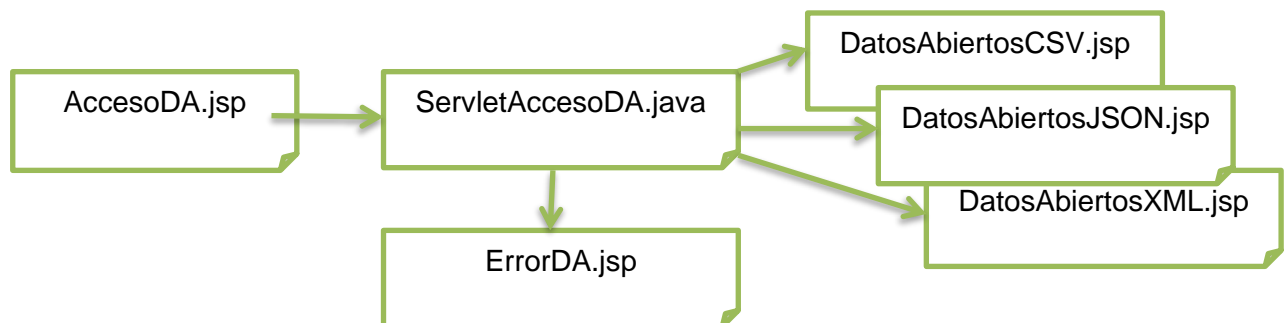 AccesoDA.jsp
ServletAccesoDA.java
DatosAbiertosCSV.jsp
DatosAbiertosJSON.jsp
DatosAbiertosXML.jsp
ErrorDA.jsp